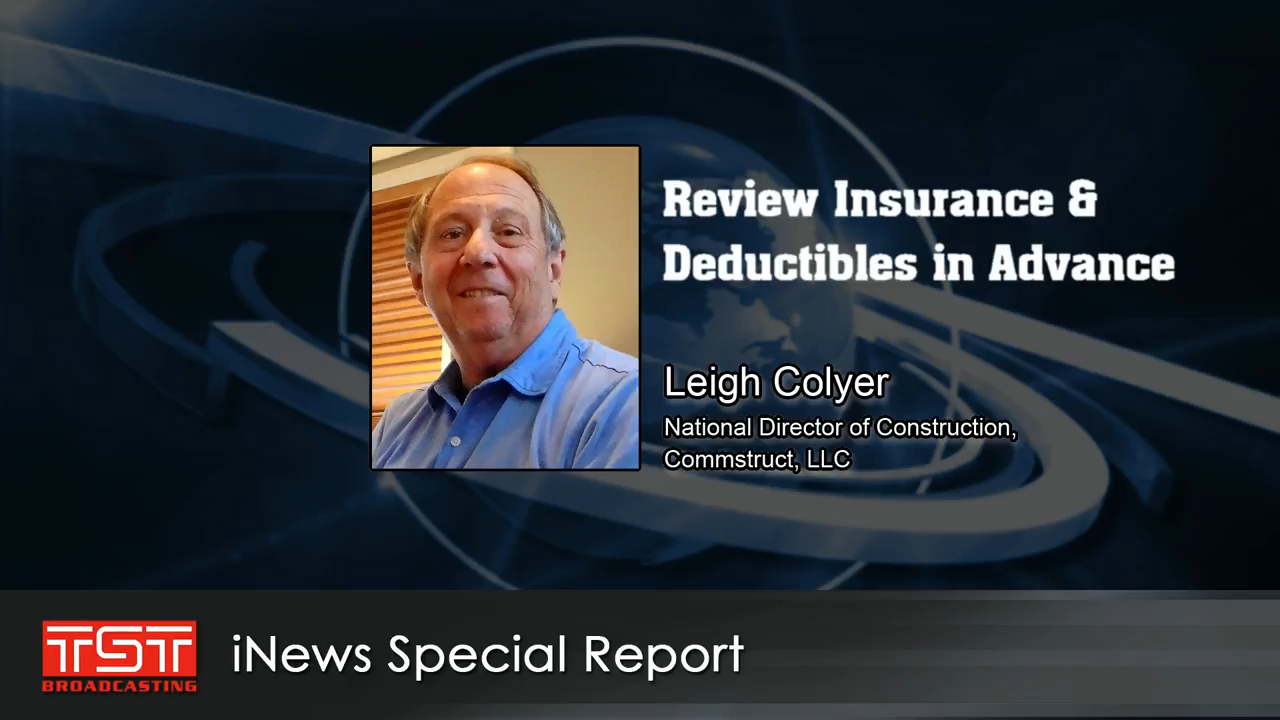 Review Insurance &
Deductibles in Advance
Leigh Colyer
National Director of Construction,
Commstruct, LLC
TST
BROADCASTING
iNews Special Report